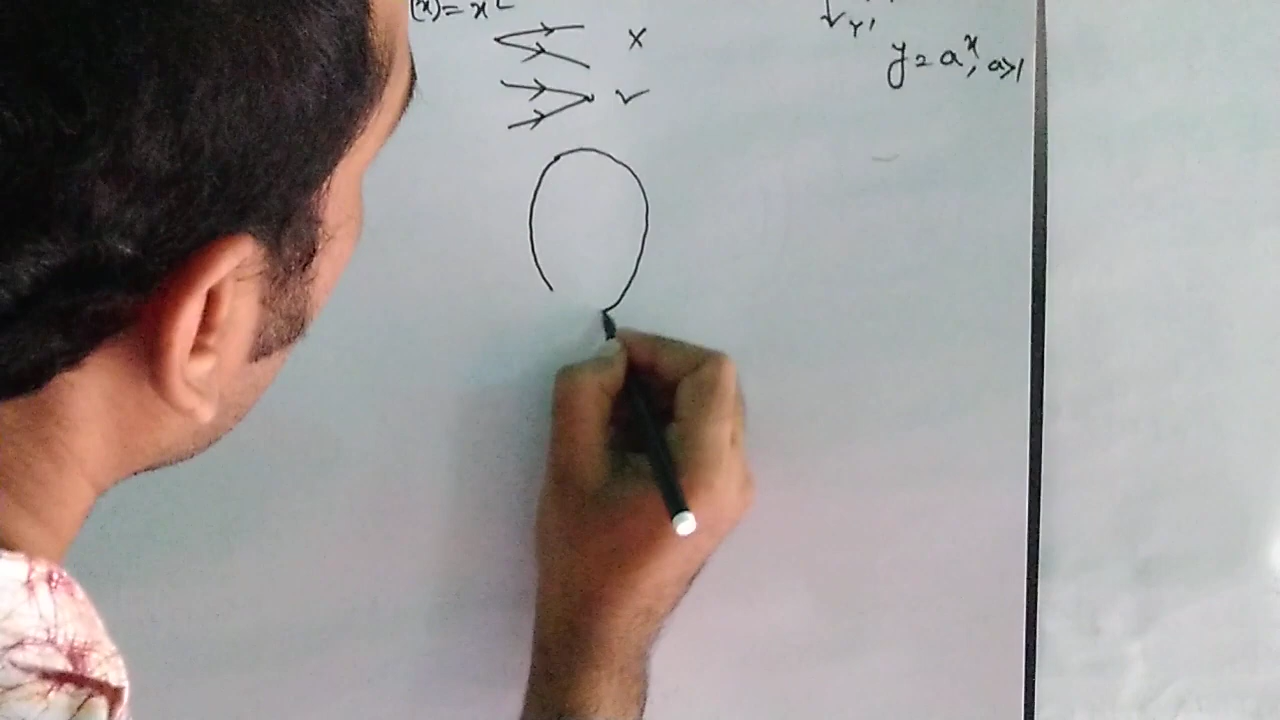 (x) = x²
X
✓
Y'
y = aˣ, a>1